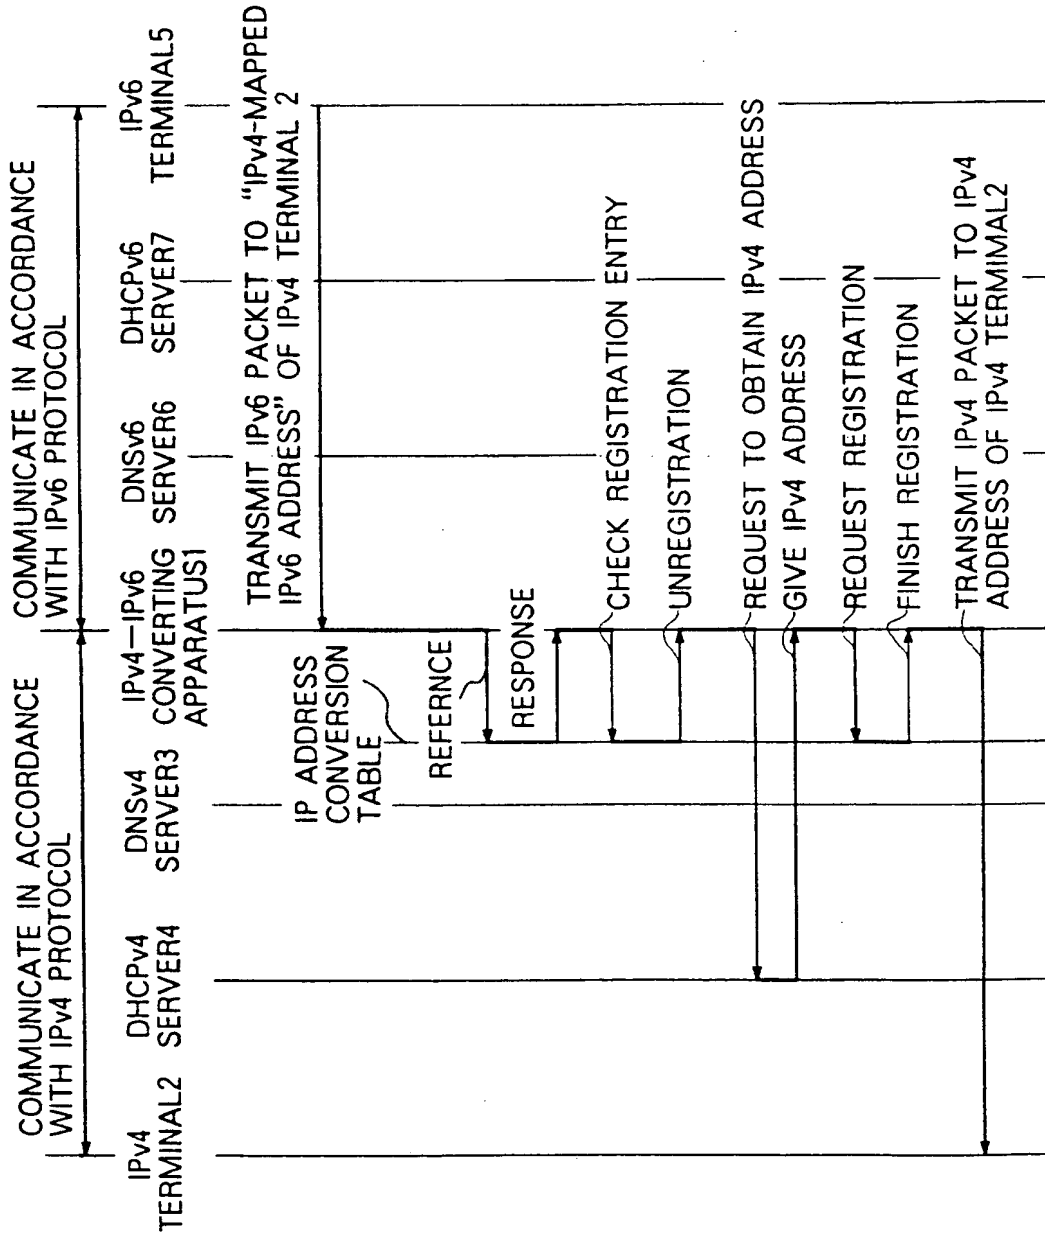 COMMUNICATE IN ACCORDANCE
WITH IPv4 PROTOCOL
COMMUNICATE IN ACCORDANCE
WITH IPv6 PROTOCOL
IPv4
TERMINAL2
DHCPv4
SERVER4
DNSv4
SERVER3
IPv4–IPv6
CONVERTING
APPARATUS1
DNSv6
SERVER6
DHCPv6
SERVER7
IPv6
TERMINAL5
TRANSMIT IPv6 PACKET TO "IPv4-MAPPED
IPv6 ADDRESS" OF IPv4 TERMINAL 2
IP ADDRESS
CONVERSION
TABLE
REFERNCE
RESPONSE
CHECK REGISTRATION ENTRY
UNREGISTRATION
REQUEST TO OBTAIN IPv4 ADDRESS
GIVE IPv4 ADDRESS
REQUEST REGISTRATION
FINISH REGISTRATION
TRANSMIT IPv4 PACKET TO IPv4
ADDRESS OF IPv4 TERMIMAL2